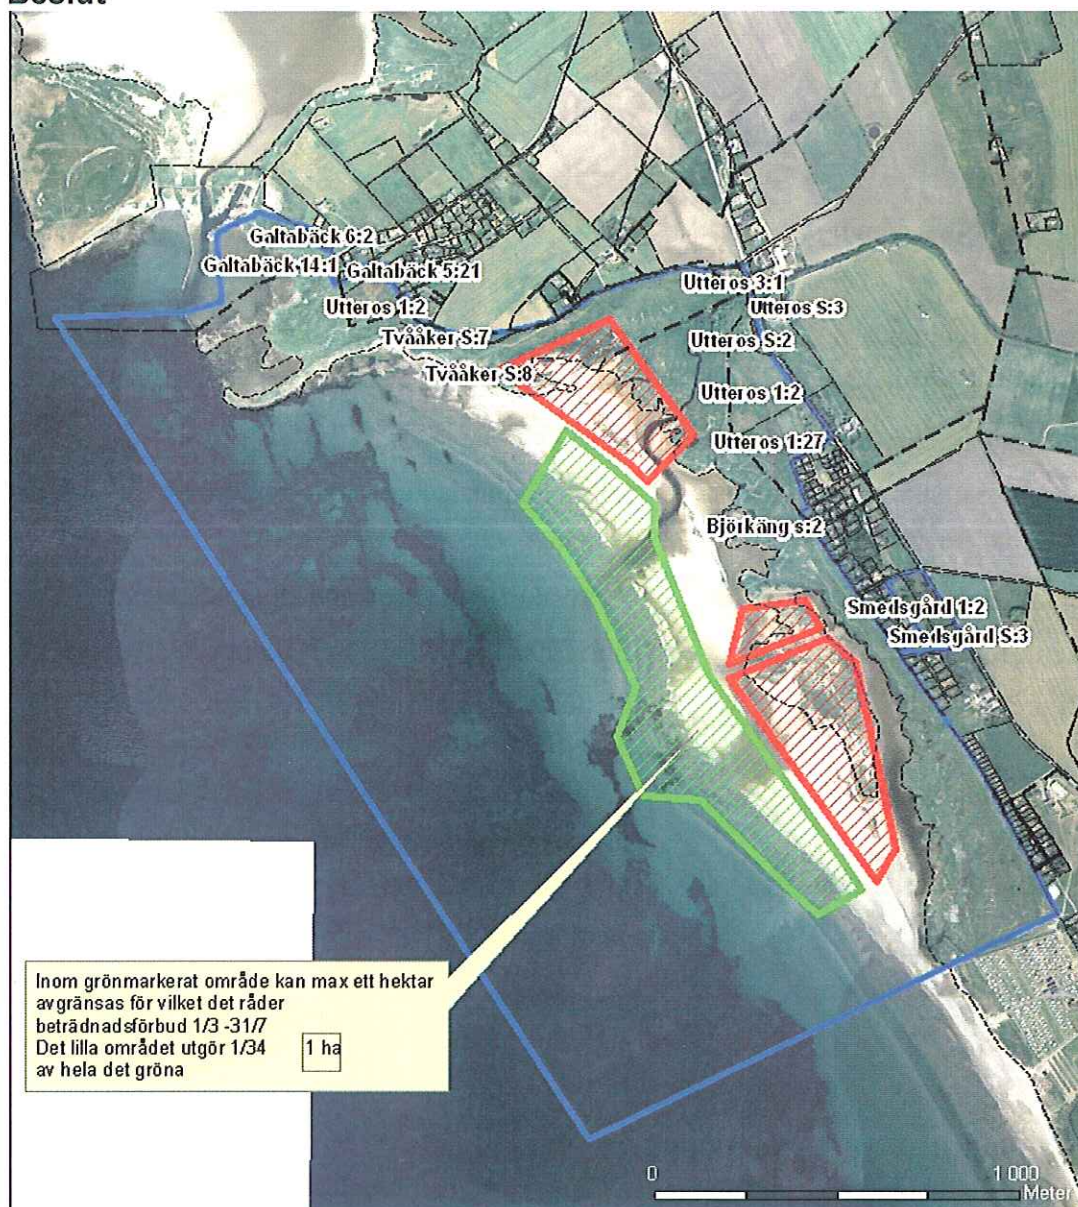 Beslut
Galtabäck 6:2
Galtabäck 14:1
Galtabäck 5:21
Utteros 3:1
Utteros 1:2
Utteros S:3
Tvååker S:7
Utteros S:2
Tvååker S:8
Utteros 1:2
Utteros 1:27
Björkäng s:2
Smedsgård 1:2
Smedsgård S:3
Inom grönmarkerat område kan max ett hektar
avgränsas för vilket det råder
beträdnadsförbud 1/3 -31/7
Det lilla området utgör 1/34
av hela det gröna
1 ha
0
1 000
Meter